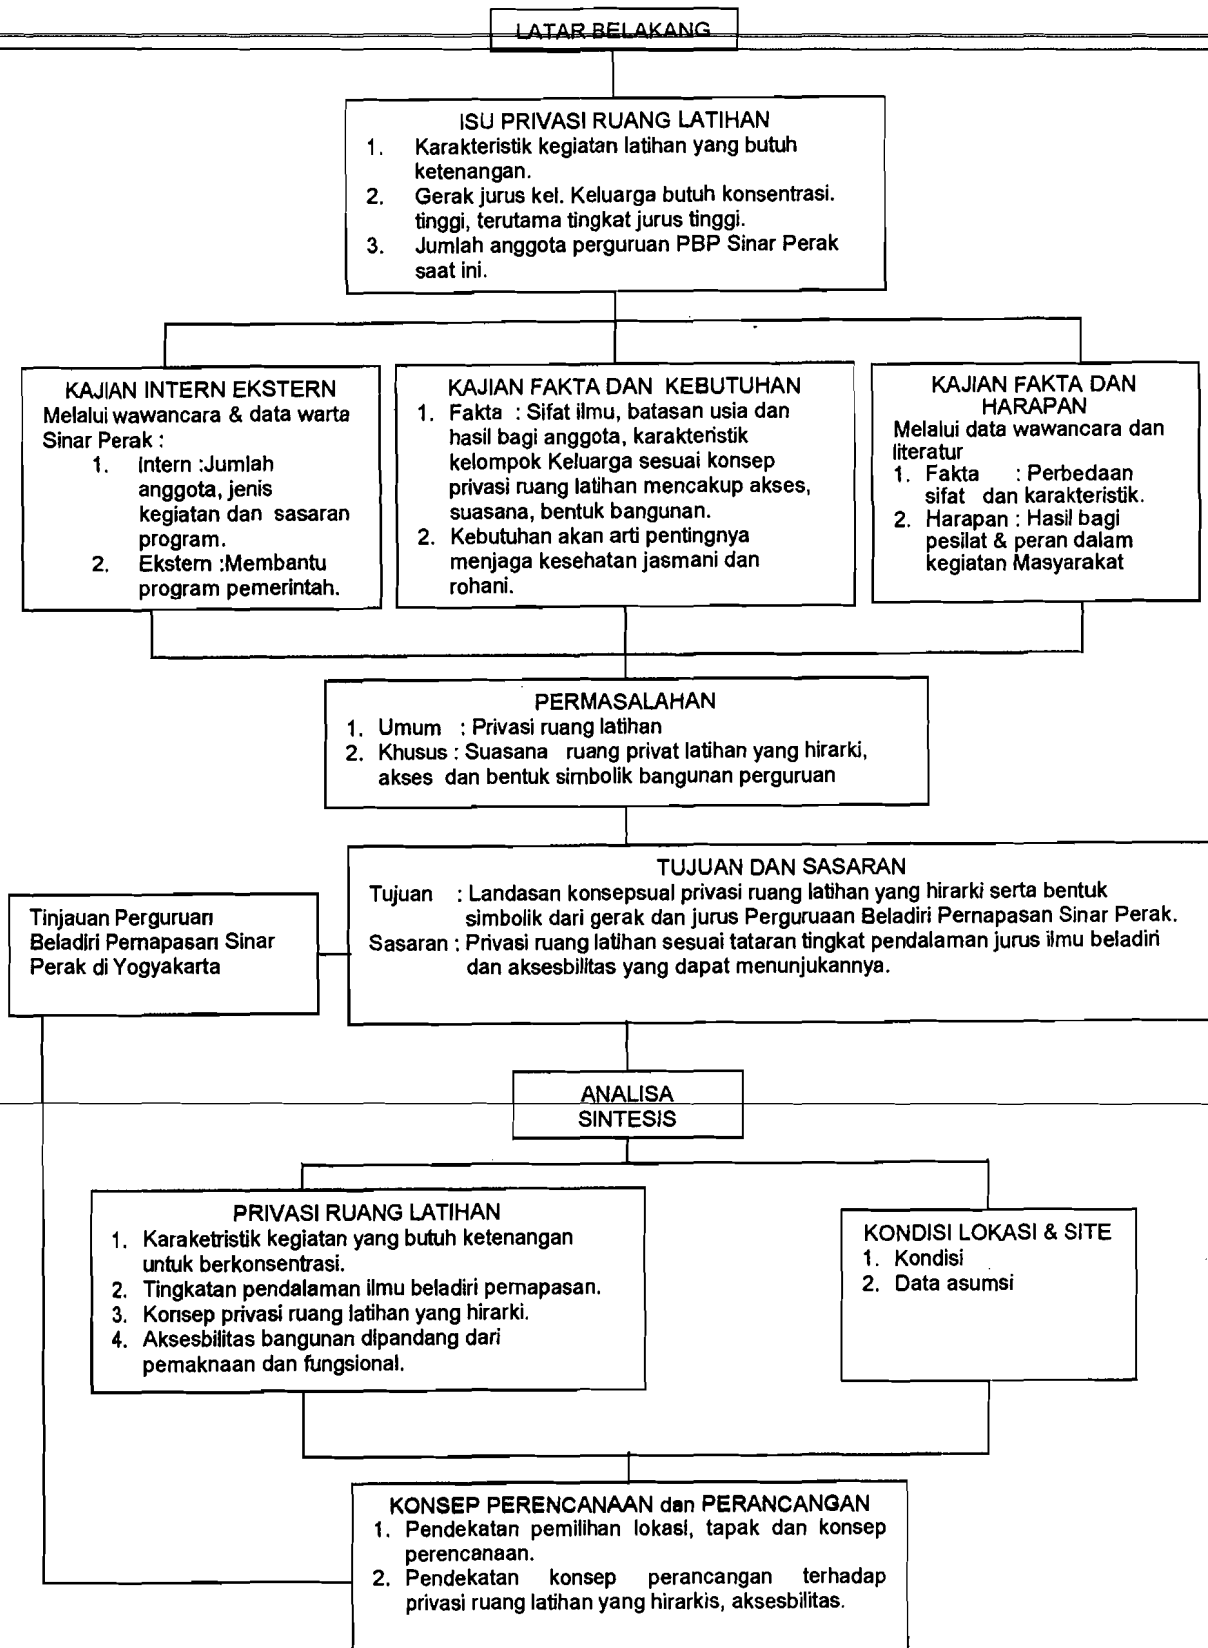 LATAR BELAKANG
ISU PRIVASI RUANG LATIHAN
1. Karakteristik kegiatan latihan yang butuh
ketenangan.
2. Gerak jurus kel. Keluarga butuh konsentrasi.
tinggi, terutama tingkat jurus tinggi.
3. Jumlah anggota perguruan PBP Sinar Perak
saat ini.
KAJIAN INTERN EKSTERN
Melalui wawancara & data warta
Sinar Perak :
1. Intern :Jumlah
anggota, jenis
kegiatan dan sasaran
program.
2. Ekstern :Membantu
program pemerintah.
KAJIAN FAKTA DAN KEBUTUHAN
1. Fakta : Sifat ilmu, batasan usia dan
hasil bagi anggota, karakteristik
kelompok Keluarga sesuai konsep
privasi ruang latihan mencakup akses,
suasana, bentuk bangunan.
2. Kebutuhan akan arti pentingnya
menjaga kesehatan jasmani dan
rohani.
KAJIAN FAKTA DAN
HARAPAN
Melalui data wawancara dan
literatur
1. Fakta : Perbedaan
sifat dan karakteristik.
2. Harapan : Hasil bagi
pesilat & peran dalam
kegiatan Masyarakat
PERMASALAHAN
1. Umum : Privasi ruang latihan
2. Khusus : Suasana ruang privat latihan yang hirarki,
akses dan bentuk simbolik bangunan perguruan
TUJUAN DAN SASARAN
Tujuan : Landasan konsepsual privasi ruang latihan yang hirarki serta bentuk
simbolik dari gerak dan jurus Perguruaan Beladiri Pernapasan Sinar Perak.
Sasaran : Privasi ruang latihan sesuai tataran tingkat pendalaman jurus ilmu beladiri
dan aksesbilitas yang dapat menunjukannya.
Tinjauan Perguruan
Beladiri Pernapasan Sinar
Perak di Yogyakarta
ANALISA
SINTESIS
PRIVASI RUANG LATIHAN
1. Karaketristik kegiatan yang butuh ketenangan
untuk berkonsentrasi.
2. Tingkatan pendalaman ilmu beladiri pernapasan.
3. Konsep privasi ruang latihan yang hirarki.
4. Aksesbilitas bangunan dipandang dari
pemaknaan dan fungsional.
KONDISI LOKASI & SITE
1. Kondisi
2. Data asumsi
KONSEP PERENCANAAN dan PERANCANGAN
1. Pendekatan pemilihan lokasi, tapak dan konsep
perencanaan.
2. Pendekatan konsep perancangan terhadap
privasi ruang latihan yang hirarkis, aksesbilitas.